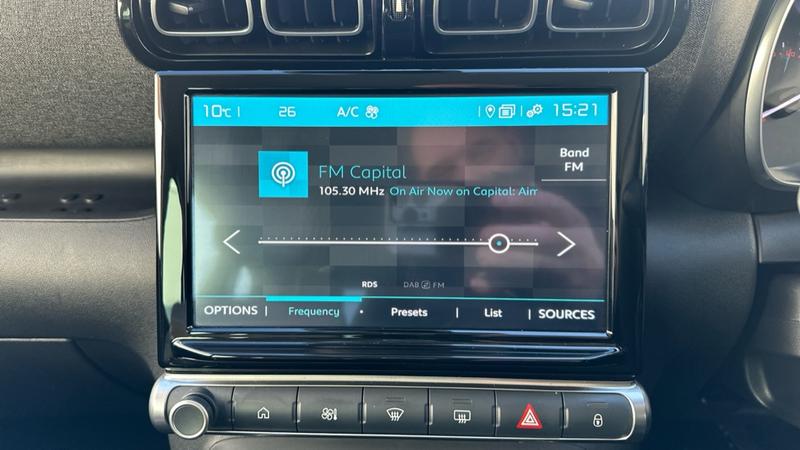 10°C 26 A/C 15:21
FM Capital
Band
FM
105.30 MHz On Air Now on Capital: Aim
RDS DAB FM
OPTIONS Frequency Presets List SOURCES